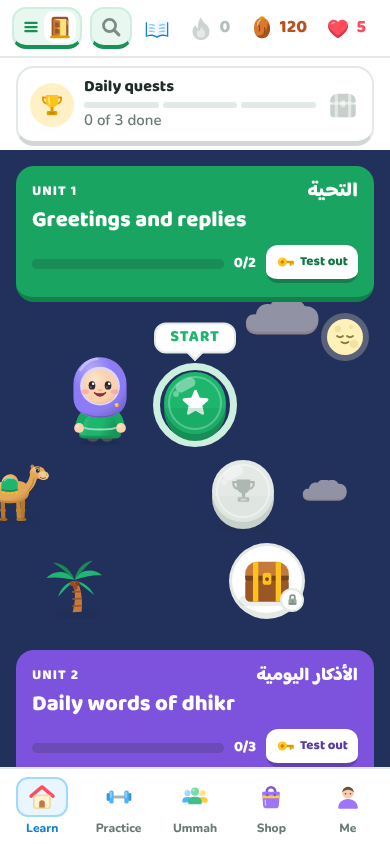 0
120
5
Daily quests
0 of 3 done
UNIT 1
التحية
Greetings and replies
0/2
Test out
START
UNIT 2
الأذكار اليومية
Daily words of dhikr
0/3
Test out
Learn
Practice
Ummah
Shop
Me